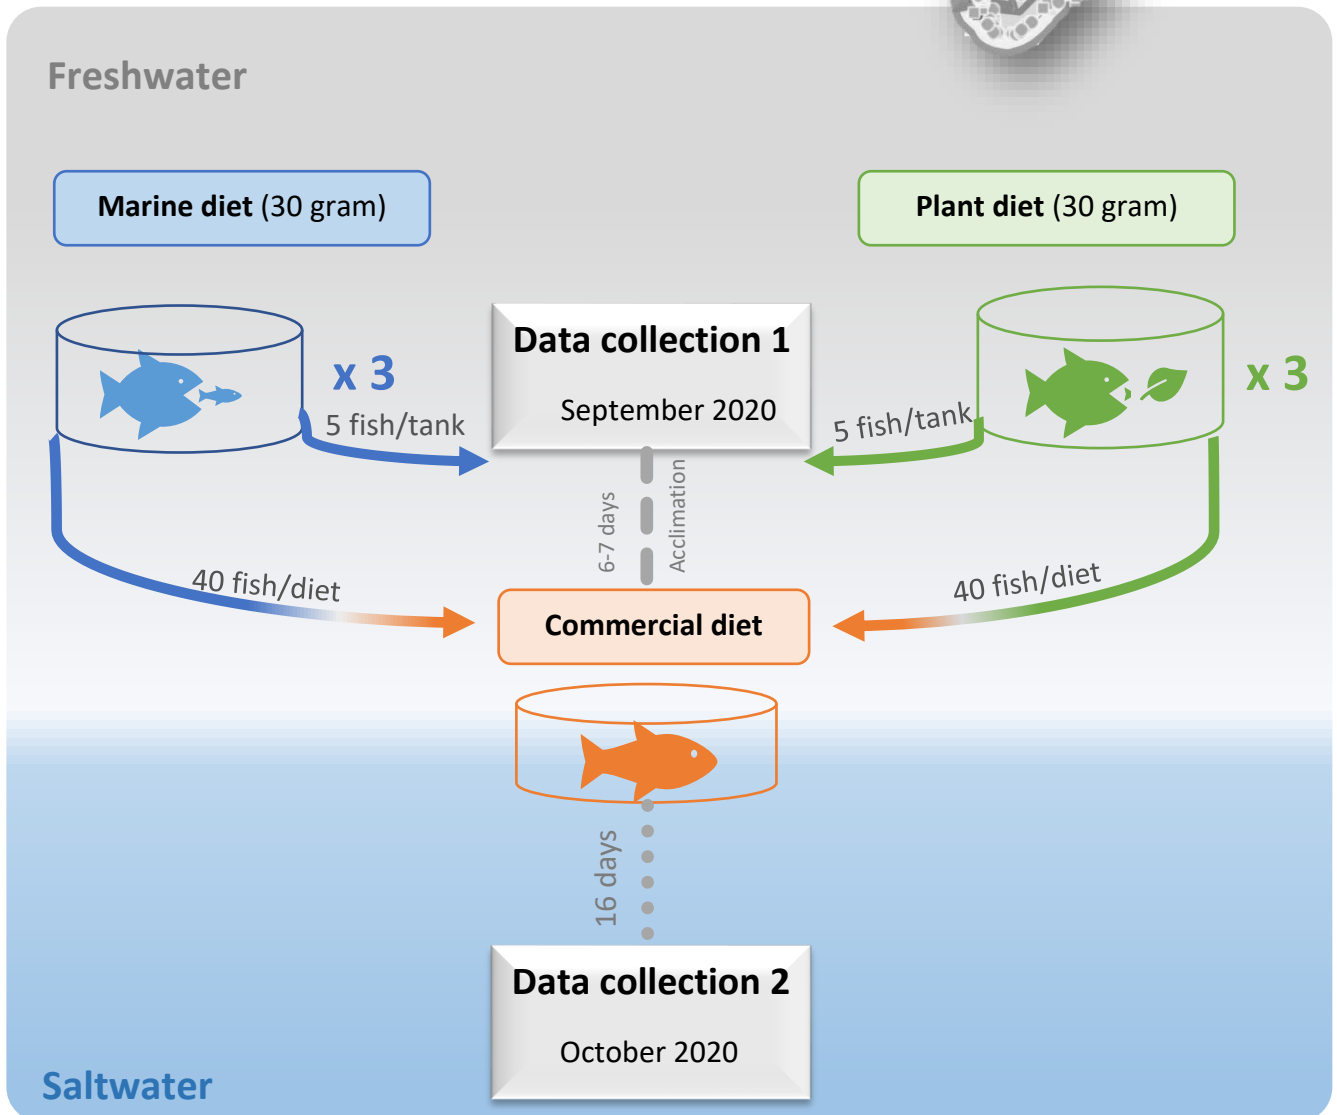 Freshwater
Marine diet (30 gram)
Plant diet (30 gram)
Data collection 1
September 2020
x 3
x 3
5 fish/tank
5 fish/tank
6-7 days
Acclimation
40 fish/diet
40 fish/diet
Commercial diet
16 days
Data collection 2
October 2020
Saltwater